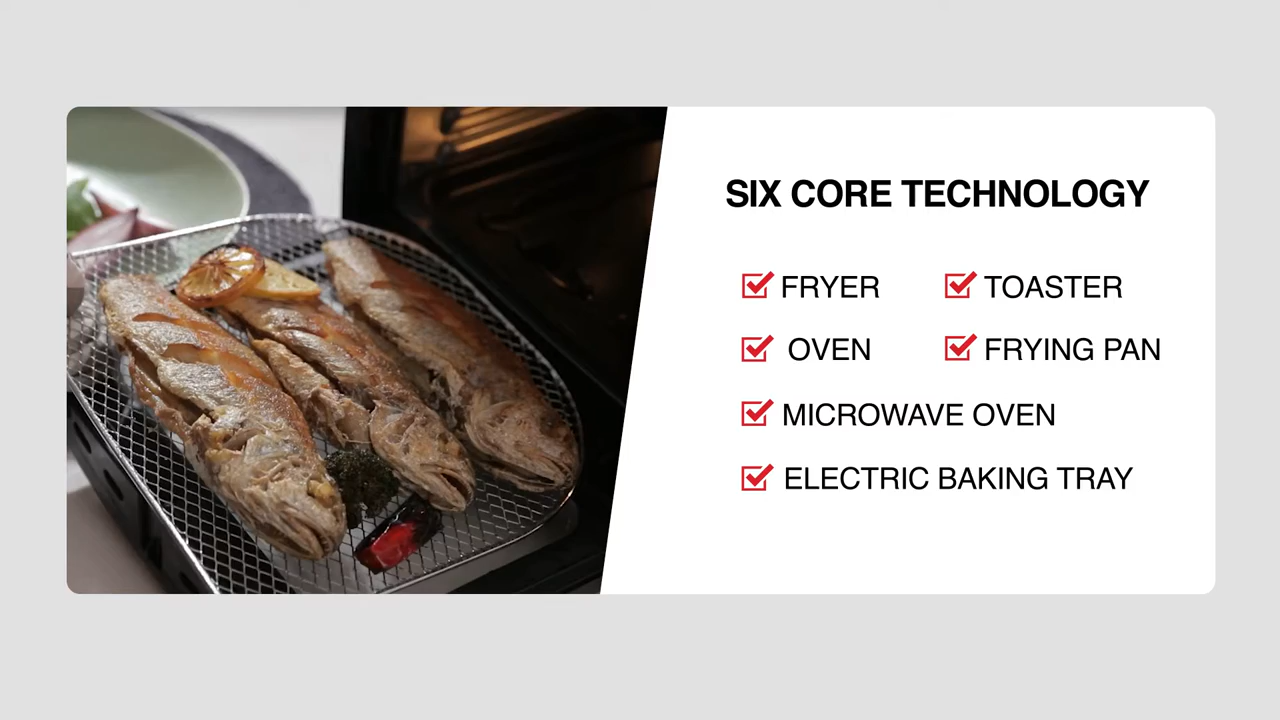 SIX CORE TECHNOLOGY
FRYER
TOASTER
OVEN
FRYING PAN
MICROWAVE OVEN
ELECTRIC BAKING TRAY